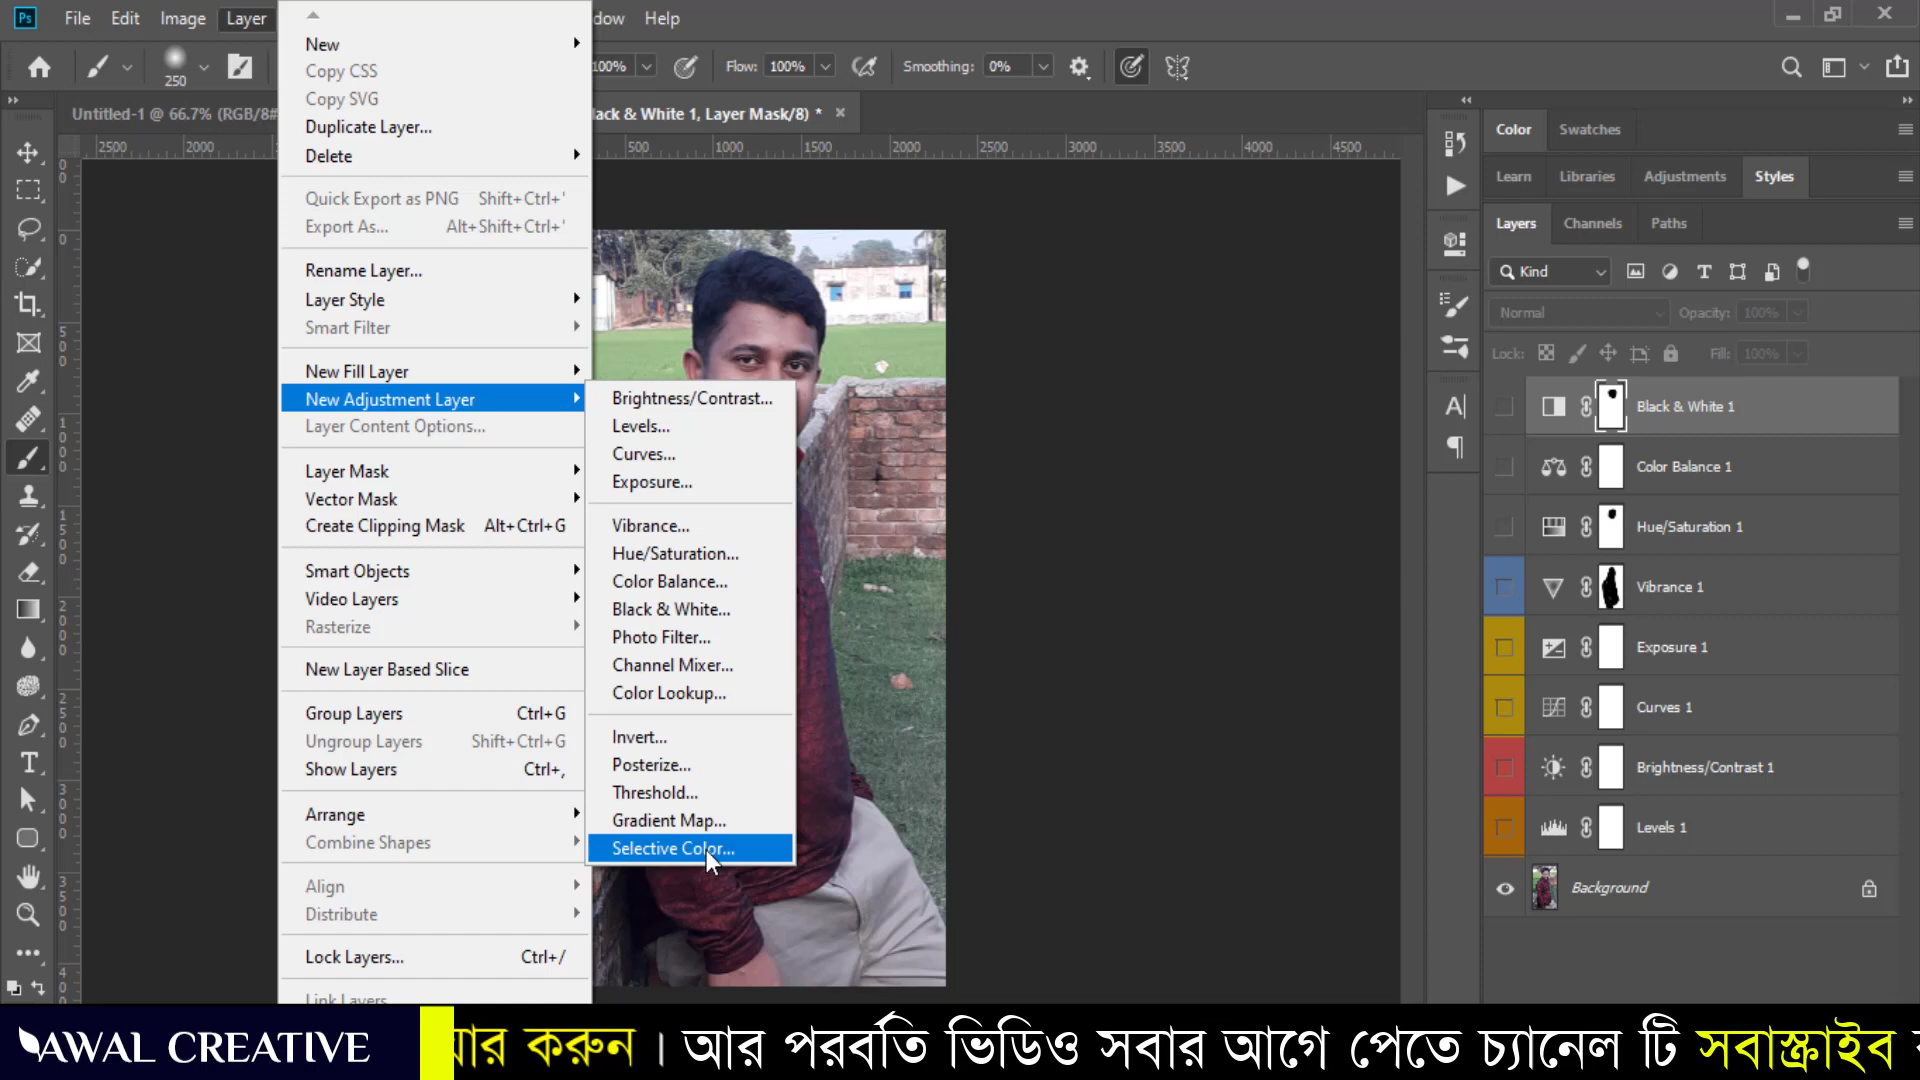 Ps File Edit Image Layer dow Help
250 100% Flow: 100% Smoothing: 0%
Untitled-1 @ 66.7% (RGB/8# lack & White 1, Layer Mask/8) *
2500 2000 500 1000 1500 2000 2500 3000 3500 4000 4500
New
Copy CSS
Copy SVG
Duplicate Layer...
Delete
Quick Export as PNG Shift+Ctrl+'
Export As... Alt+Shift+Ctrl+'
Rename Layer...
Layer Style
Smart Filter
New Fill Layer
New Adjustment Layer
Layer Content Options...
Layer Mask
Vector Mask
Create Clipping Mask Alt+Ctrl+G
Smart Objects
Video Layers
Rasterize
New Layer Based Slice
Group Layers Ctrl+G
Ungroup Layers Shift+Ctrl+G
Show Layers Ctrl+,
Arrange
Combine Shapes
Align
Distribute
Lock Layers... Ctrl+/
Link Layers
Brightness/Contrast...
Levels...
Curves...
Exposure...
Vibrance...
Hue/Saturation...
Color Balance...
Black & White...
Photo Filter...
Channel Mixer...
Color Lookup...
Invert...
Posterize...
Threshold...
Gradient Map...
Selective Color...
Color Swatches
Learn Libraries Adjustments Styles
Layers Channels Paths
Kind
Normal Opacity: 100%
Lock: Fill: 100%
Black & White 1
Color Balance 1
Hue/Saturation 1
Vibrance 1
Exposure 1
Curves 1
Brightness/Contrast 1
Levels 1
Background
AWAL CREATIVE
য়ার করুন । আর পরবর্তি ভিডিও সবার আগে পেতে চ্যানেল টি সবাস্ক্রাইব